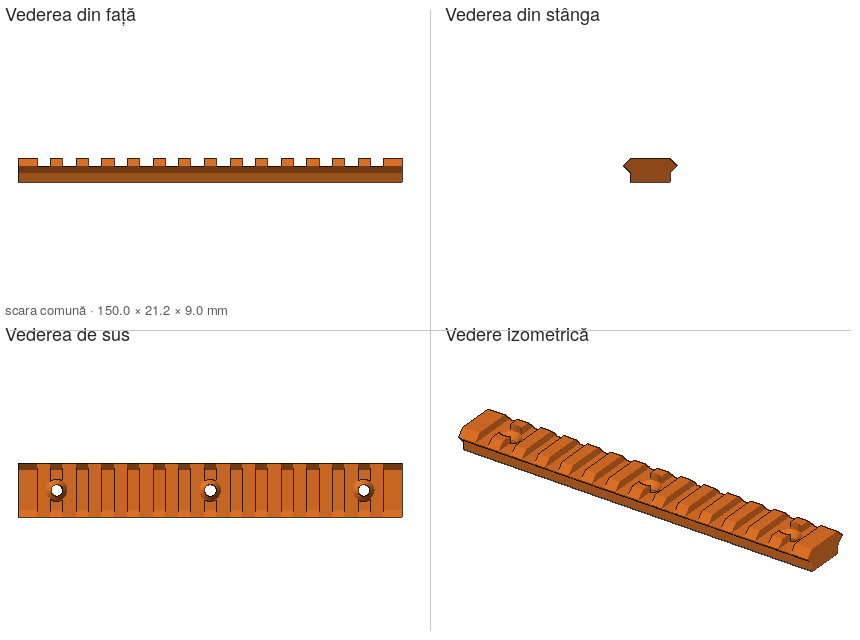 Vederea din față
Vederea din stânga
scara comună · 150.0 × 21.2 × 9.0 mm
Vederea de sus
Vedere izometrică